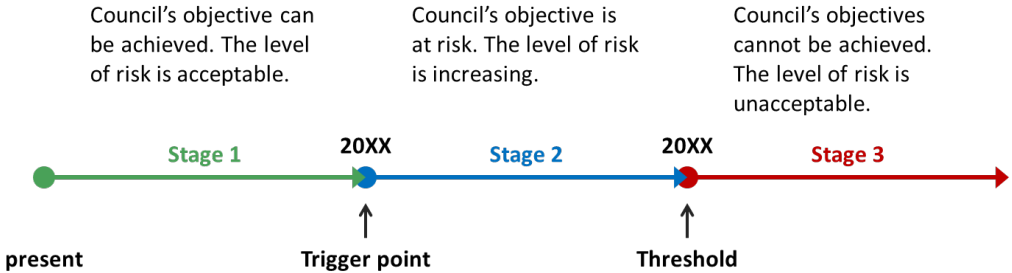 Council’s objective can
be achieved. The level
of risk is acceptable.
Council’s objective is
at risk. The level of risk
is increasing.
Council’s objectives
cannot be achieved.
The level of risk is
unacceptable.
Stage 1
20XX
Stage 2
20XX
Stage 3
present
Trigger point
Threshold